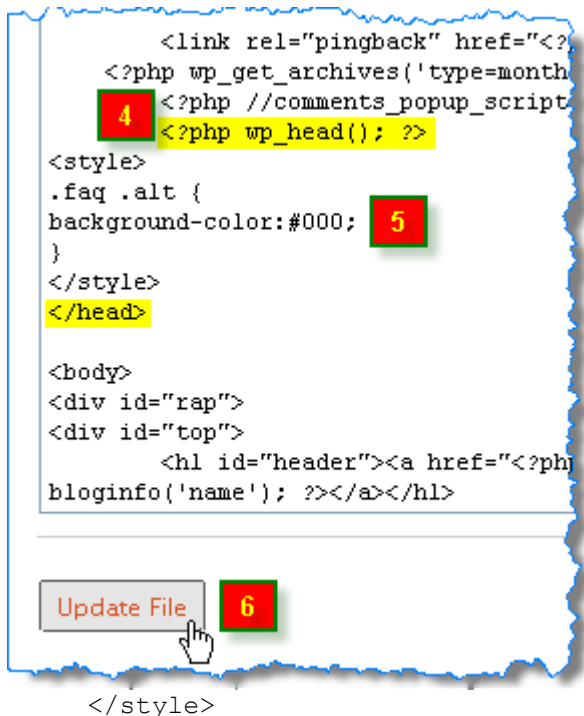 <link rel="pingback" href="<?
<?php wp_get_archives('type=month
<?php //comments_popup_script
4
<?php wp_head(); ?>
<style>
.faq .alt {
background-color:#000;
5
}
</style>
</head>
<body>
<div id="rap">
<div id="top">
<h1 id="header"><a href="<?php
bloginfo('name'); ?></a></h1>
Update File
6
</style>